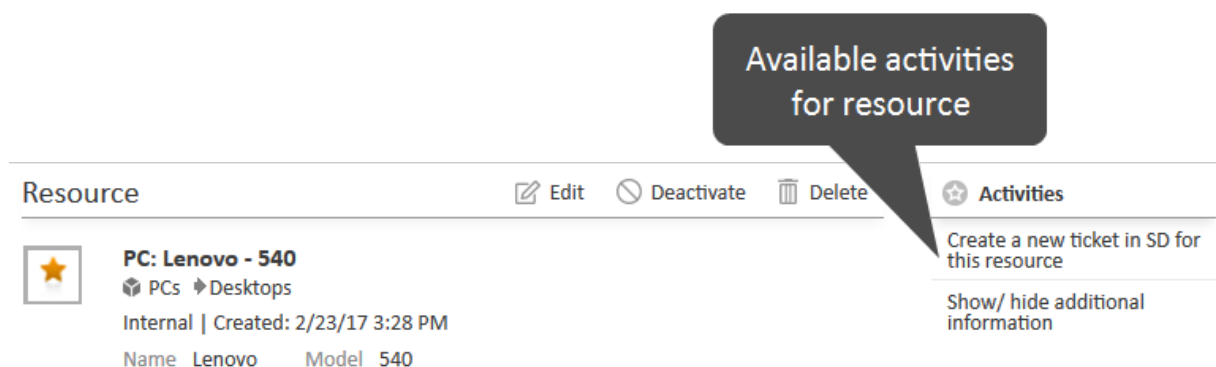 Available activities
for resource
Resource
Edit
Deactivate
Delete
Activities
PC: Lenovo - 540
PCs Desktops
Internal | Created: 2/23/17 3:28 PM
Name Lenovo Model 540
Create a new ticket in SD for
this resource
Show/ hide additional
information